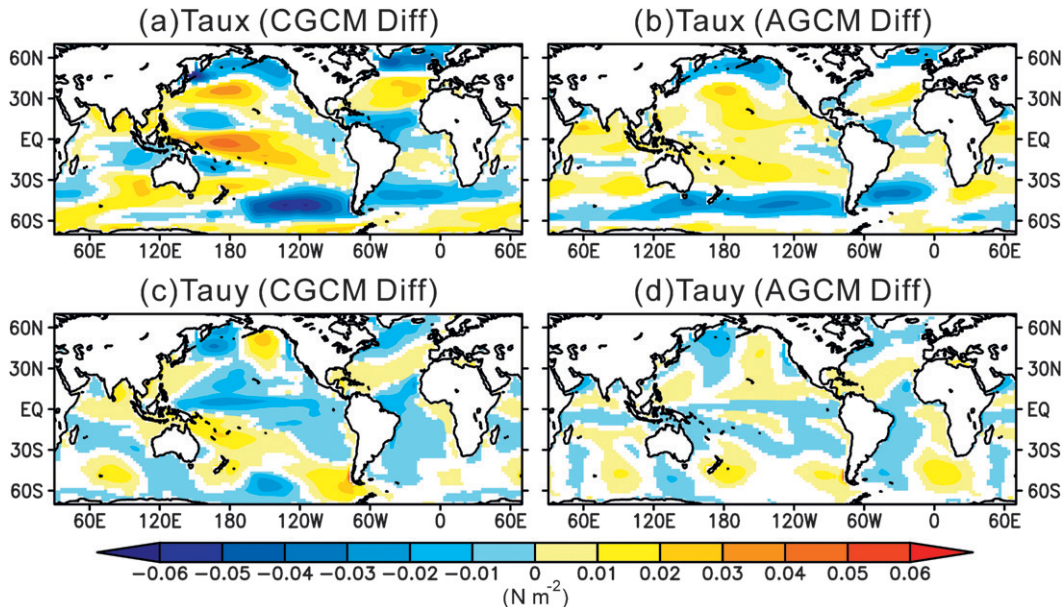 (a)Taux (CGCM Diff)
(b)Taux (AGCM Diff)
60N
30N
EQ
30S
60S
60N
30N
EQ
30S
60S
60E 120E 180 120W 60W 0 60E
60E 120E 180 120W 60W 0 60E
(c)Tauy (CGCM Diff)
(d)Tauy (AGCM Diff)
60N
30N
EQ
30S
60S
60N
30N
EQ
30S
60S
60E 120E 180 120W 60W 0 60E
60E 120E 180 120W 60W 0 60E
−0.06 −0.05 −0.04 −0.03 −0.02 −0.01 0 0.01 0.02 0.03 0.04 0.05 0.06
(N m⁻²)